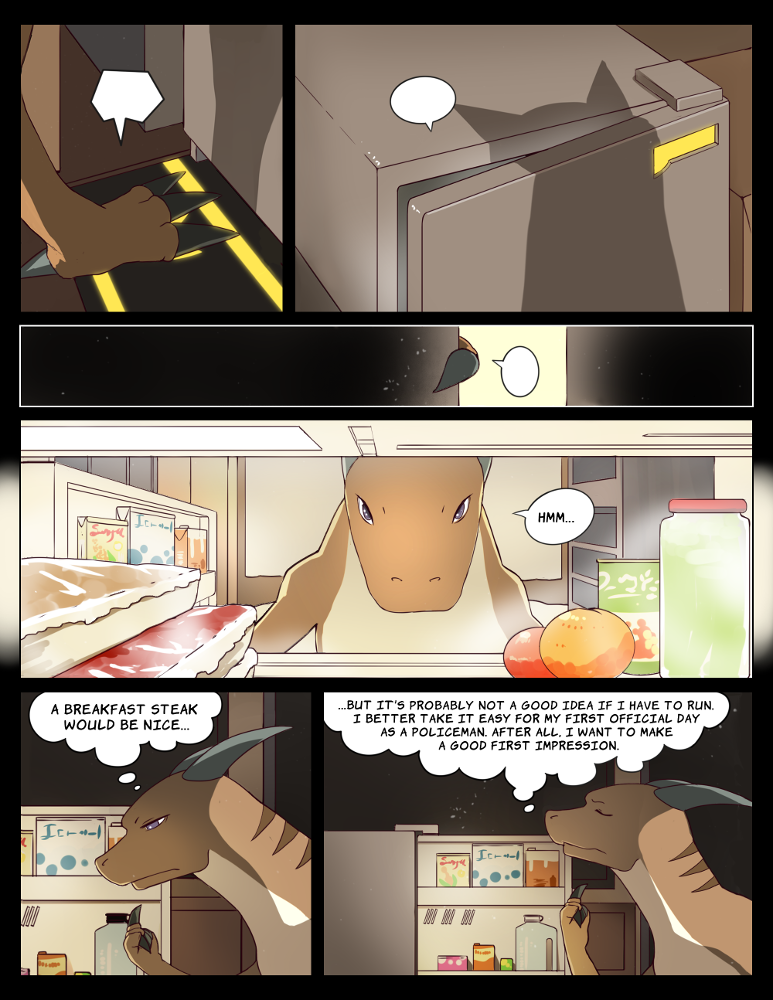 HMM...
A BREAKFAST STEAK
WOULD BE NICE...
...BUT IT'S PROBABLY NOT A GOOD IDEA IF I HAVE TO RUN.
I BETTER TAKE IT EASY FOR MY FIRST OFFICIAL DAY
AS A POLICEMAN. AFTER ALL, I WANT TO MAKE
A GOOD FIRST IMPRESSION.